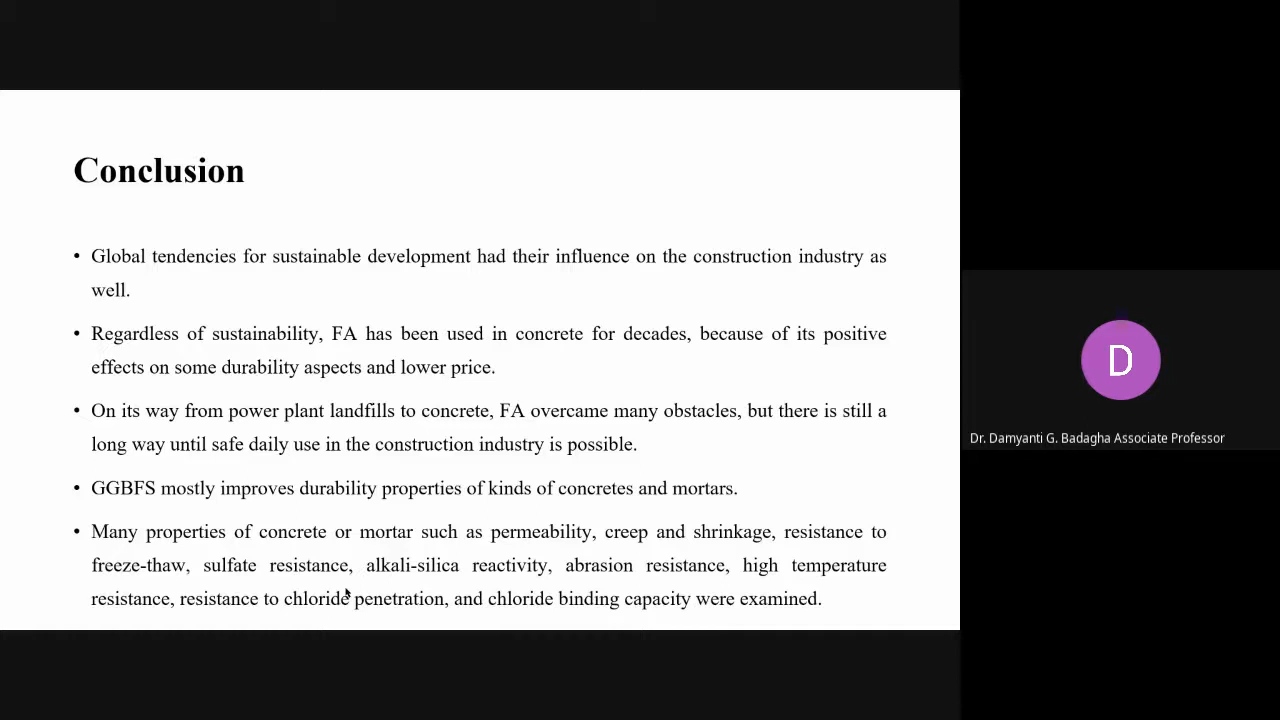 Conclusion
• Global tendencies for sustainable development had their influence on the construction industry as
well.
• Regardless of sustainability, FA has been used in concrete for decades, because of its positive
effects on some durability aspects and lower price.
• On its way from power plant landfills to concrete, FA overcame many obstacles, but there is still a
long way until safe daily use in the construction industry is possible.
• GGBFS mostly improves durability properties of kinds of concretes and mortars.
• Many properties of concrete or mortar such as permeability, creep and shrinkage, resistance to
freeze-thaw, sulfate resistance, alkali-silica reactivity, abrasion resistance, high temperature
resistance, resistance to chloride penetration, and chloride binding capacity were examined.
D
Dr. Damyanti G. Badagha Associate Professor